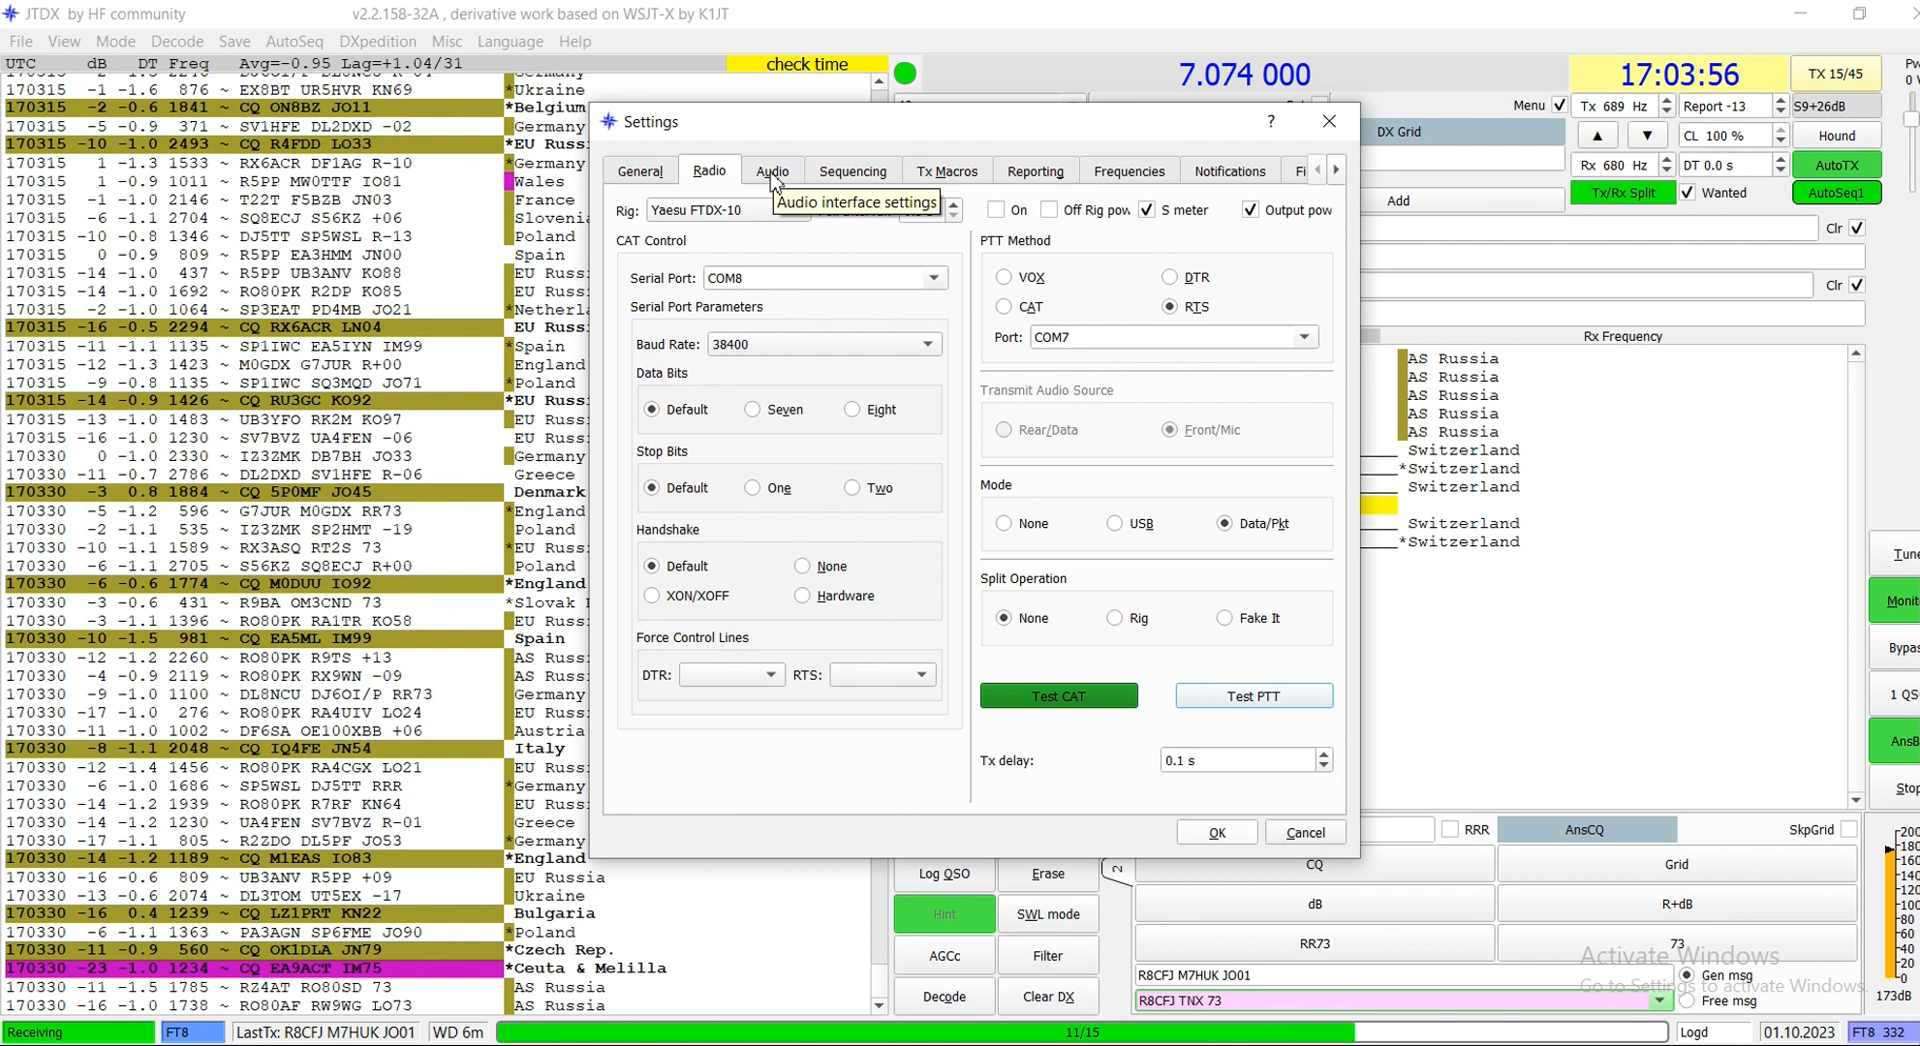 JTDX by HF community v2.2.158-32A , derivative work based on WSJT-X by K1JT
File View Mode Decode Save AutoSeq DXpedition Misc Language Help
UTC dB DT Freq Avg=-0.95 Lag=+1.04/31 check time
170315 -1 -1.6 876 ~ EX8BT UR5HVR KN69 *Ukraine
170315 -2 -0.6 1841 ~ CQ ON8BZ JO11 *Belgium
170315 -5 -0.9 371 ~ SV1HFE DL2DXD -02 Germany
170315 -10 -1.0 2493 ~ CQ R4FDD LO33 *EU
170315 1 -1.3 1533 ~ RX6ACR DF1AG R-10 *Germany
170315 1 -0.9 1011 ~ R5PP MW0TTF IO81 Wales
170315 -1 -1.0 2146 ~ T22T F5BZB JN03 France
170315 -6 -1.1 2704 ~ SQ8ECJ S56KZ +06
170315 -10 -0.8 1346 ~ DJ5TT SP5WSL R-13 Poland
170315 0 -0.9 809 ~ R5PP EA3HMM JN00 Spain
170315 -14 -1.0 437 ~ R5PP UB3ANV KO88 EU
170315 -14 -1.0 1692 ~ RO80PK R2DP KO85 EU
170315 -2 -1.0 1064 ~ SP3EAT PD4MB JO21
170315 -16 -0.5 2294 ~ CQ RX6ACR LN04 EU
170315 -11 -1.1 1135 ~ SP1IWC EA5IYN IM99 *Spain
170315 -12 -1.3 1423 ~ M0GDX G7JUR R+00 England
170315 -9 -0.8 1135 ~ SP1IWC SQ3MQD JO71 *Poland
170315 -14 -0.9 1426 ~ CQ RU3GC KO92 *EU
170315 -13 -1.0 1483 ~ UB3YFO RK2M KO97 EU
170315 -16 -1.0 1230 ~ SV7BVZ UA4FEN -06 EU
170330 0 -1.0 2330 ~ IZ3ZMK DB7BH JO33 Germany
170330 -11 -0.7 2786 ~ DL2DXD SV1HFE R-06 Greece
170330 -3 0.8 1884 ~ CQ 5P0MF JO45 Denmark
170330 -5 -1.2 596 ~ G7JUR M0GDX RR73 *England
170330 -2 -1.1 535 ~ IZ3ZMK SP2HMT -19 Poland
170330 -10 -1.1 1589 ~ RX3ASQ RT2S 73 *EU
170330 -6 -1.1 2705 ~ S56KZ SQ8ECJ R+00 Poland
170330 -6 -0.6 1774 ~ CQ M0DUU IO92 *England
170330 -3 -0.6 431 ~ R9BA OM3CND 73 *Slovak
170330 -3 -1.1 1396 ~ RO80PK RA1TR KO58 EU
170330 -10 -1.5 981 ~ CQ EA5ML IM99 Spain
170330 -12 -1.2 2260 ~ RO80PK R9TS +13 AS
170330 -4 -0.9 2119 ~ RO80PK RX9WN -09 AS
170330 -9 -1.0 1100 ~ DL8NCU DJ6OI/P RR73 Germany
170330 -17 -1.0 276 ~ RO80PK RA4UIV LO24 EU
170330 -11 -1.0 1002 ~ DF6SA OE100XBB +06 Austria
170330 -8 -1.1 2048 ~ CQ IQ4FE JN54 Italy
170330 -12 -1.4 1456 ~ RO80PK RA4CGX LO21 EU
170330 -6 -1.0 1686 ~ SP5WSL DJ5TT RRR *Germany
170330 -14 -1.2 1939 ~ RO80PK R7RF KN64 EU
170330 -14 -1.2 1230 ~ UA4FEN SV7BVZ R-01 Greece
170330 -17 -1.1 805 ~ R2ZDO DL5PF JO53 *Germany
170330 -14 -1.2 1189 ~ CQ M1EAS IO83 *England
170330 -16 -0.6 809 ~ UB3ANV R5PP +09 EU Russia
170330 -13 -0.6 2074 ~ DL3TOM UT5EX -17 Ukraine
170330 -16 0.4 1239 ~ CQ LZ1PRT KN22 Bulgaria
170330 -6 -1.1 1363 ~ PA3AGN SP6FME JO90 *Poland
170330 -11 -0.9 560 ~ CQ OK1DLA JN79 *Czech Rep.
170330 -23 -1.0 1234 ~ CQ EA9ACT IM75 *Ceuta & Melilla
170330 -11 -1.5 1785 ~ RZ4AT RO80SD 73 AS Russia
170330 -16 -1.0 1738 ~ RO80AF RW9WG LO73 AS Russia
7.074 000
17:03:56 TX 15/45
Menu Tx 689 Hz Report -13 S9+26dB
DX Grid ▲ ▼ CL 100 % Hound
Rx 680 Hz DT 0.0 s AutoTX
Add Tx/Rx Split Wanted AutoSeq1
Clr
Clr
Rx Frequency
AS Russia
AS Russia
AS Russia
AS Russia
AS Russia
Switzerland
*Switzerland
Switzerland
Switzerland
*Switzerland
Settings ?
General Radio Audio Sequencing Tx Macros Reporting Frequencies Notifications
Audio interface settings
Rig: Yaesu FTDX-10 On Off Rig pow S meter Output pow
CAT Control
Serial Port: COM8
Serial Port Parameters
Baud Rate: 38400
Data Bits
Default Seven Eight
Stop Bits
Default One Two
Handshake
Default None
XON/XOFF Hardware
Force Control Lines
DTR: RTS:
PTT Method
VOX DTR
CAT RTS
Port: COM7
Transmit Audio Source
Rear/Data Front/Mic
Mode
None USB Data/Pkt
Split Operation
None Rig Fake It
Test CAT Test PTT
Tx delay: 0.1 s
OK Cancel
RRR AnsCQ SkpGrid
Log QSO Erase 2 CQ Grid
Hint SWL mode dB R+dB
AGCc Filter RR73 73
Decode Clear DX
R8CFJ M7HUK JO01 Gen msg
R8CFJ TNX 73 Free msg
Activate Windows
Go to Settings to activate Windows.
1 QS
173dB
Receiving FT8 LastTx: R8CFJ M7HUK JO01 WD 6m 11/15 Logd 01.10.2023 FT8 332